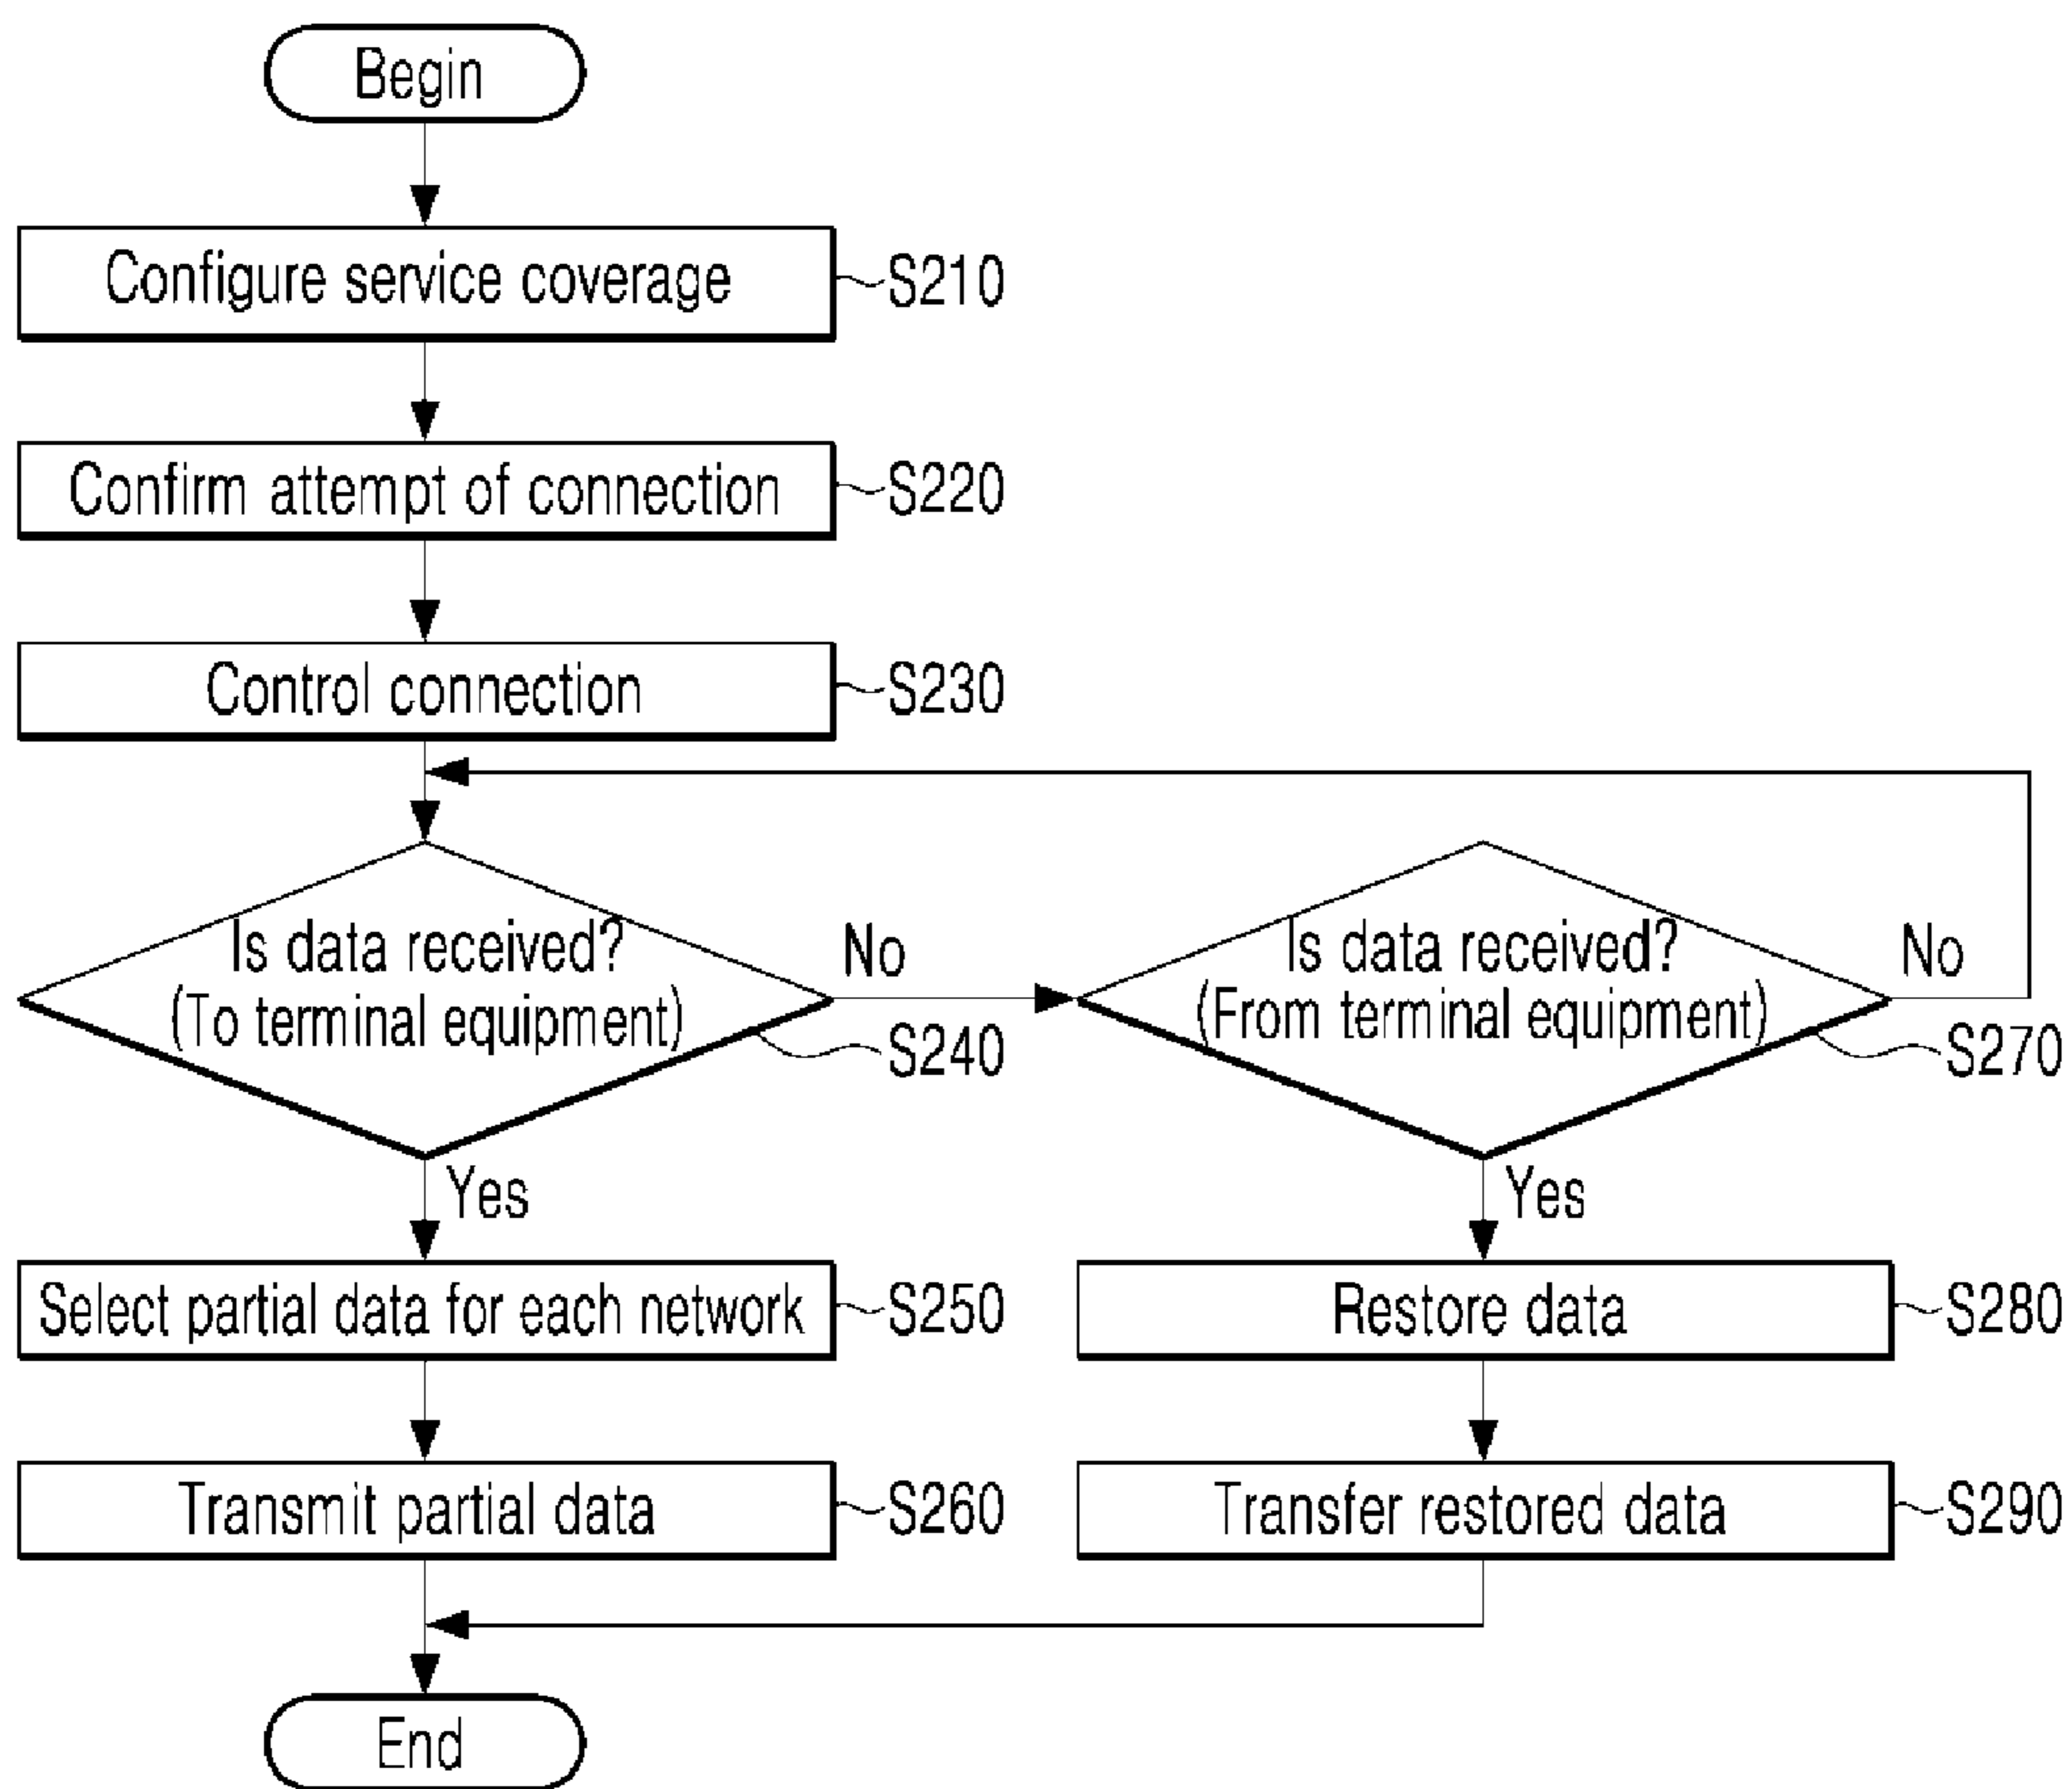 Begin
Configure service coverage
S210
Confirm attempt of connection
S220
Control connection
S230
Is data received?
(To terminal equipment)
No
S240
Is data received?
(From terminal equipment)
No
S270
Yes
Yes
Select partial data for each network
S250
Restore data
S280
Transmit partial data
S260
Transfer restored data
S290
End